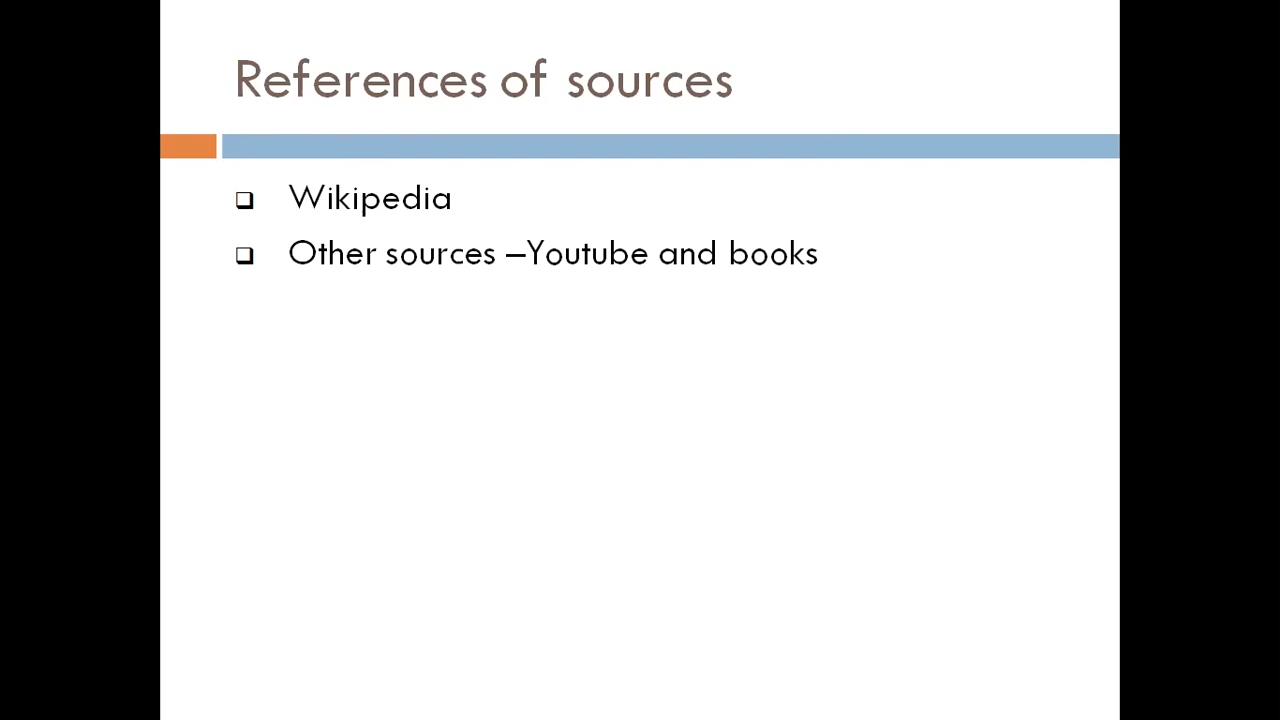 References of sources
Wikipedia
Other sources –Youtube and books